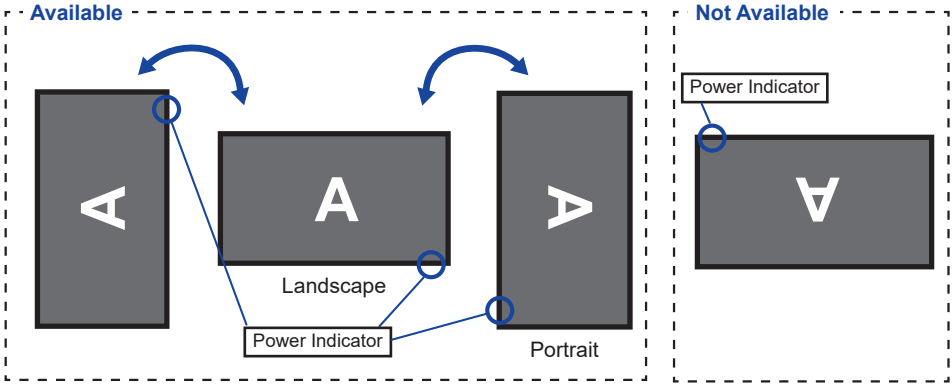 Available
Not Available
Power Indicator
A
A
A
A
Landscape
Power Indicator
Portrait